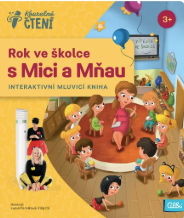 Kouzelné
ČTENÍ
3+
Rok ve školce
s Mici a Mňau
INTERAKTIVNÍ MLUVICÍ KNIHA
Albi